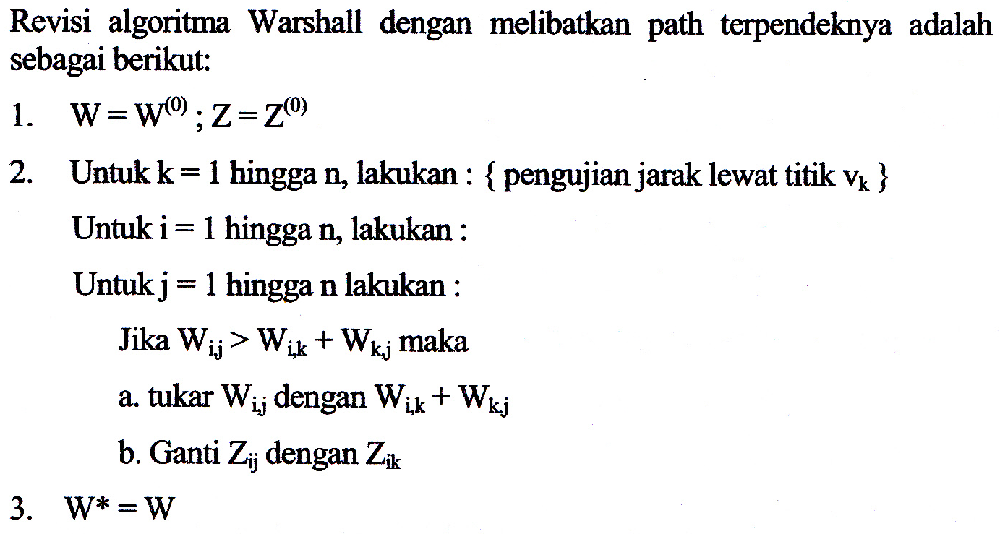 Revisi algoritma Warshall dengan melibatkan path terpendeknya adalah
sebagai berikut:
1. W = W⁽⁰⁾ ; Z = Z⁽⁰⁾
2. Untuk k = 1 hingga n, lakukan : { pengujian jarak lewat titik vₖ }
Untuk i = 1 hingga n, lakukan :
Untuk j = 1 hingga n lakukan :
Jika W_{i,j} > W_{i,k} + W_{k,j} maka
a. tukar W_{i,j} dengan W_{i,k} + W_{k,j}
b. Ganti Z_{ij} dengan Z_{ik}
3. W* = W